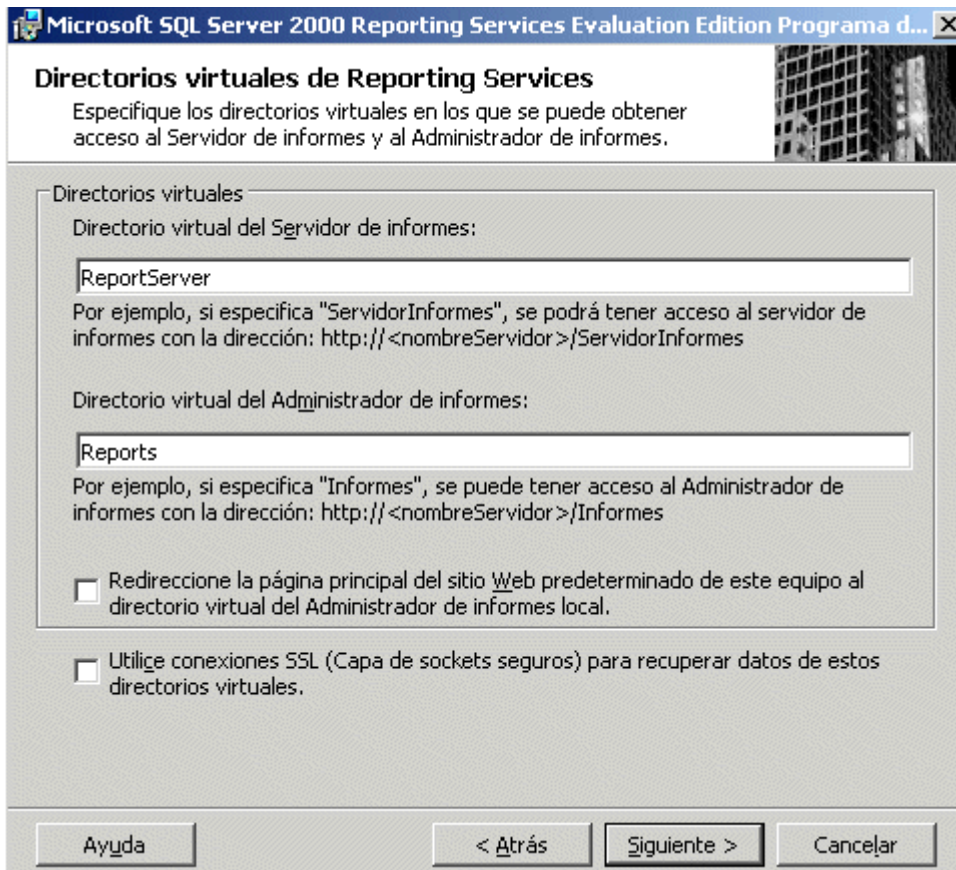 Microsoft SQL Server 2000 Reporting Services Evaluation Edition Programa d...
Directorios virtuales de Reporting Services
Especifique los directorios virtuales en los que se puede obtener
acceso al Servidor de informes y al Administrador de informes.
Directorios virtuales
Directorio virtual del Servidor de informes:
ReportServer
Por ejemplo, si especifica "ServidorInformes", se podrá tener acceso al servidor de
informes con la dirección: http://<nombreServidor>/ServidorInformes
Directorio virtual del Administrador de informes:
Reports
Por ejemplo, si especifica "Informes", se puede tener acceso al Administrador de
informes con la dirección: http://<nombreServidor>/Informes
Redireccione la página principal del sitio Web predeterminado de este equipo al
directorio virtual del Administrador de informes local.
Utilice conexiones SSL (Capa de sockets seguros) para recuperar datos de estos
directorios virtuales.
Ayuda
< Atrás
Siguiente >
Cancelar